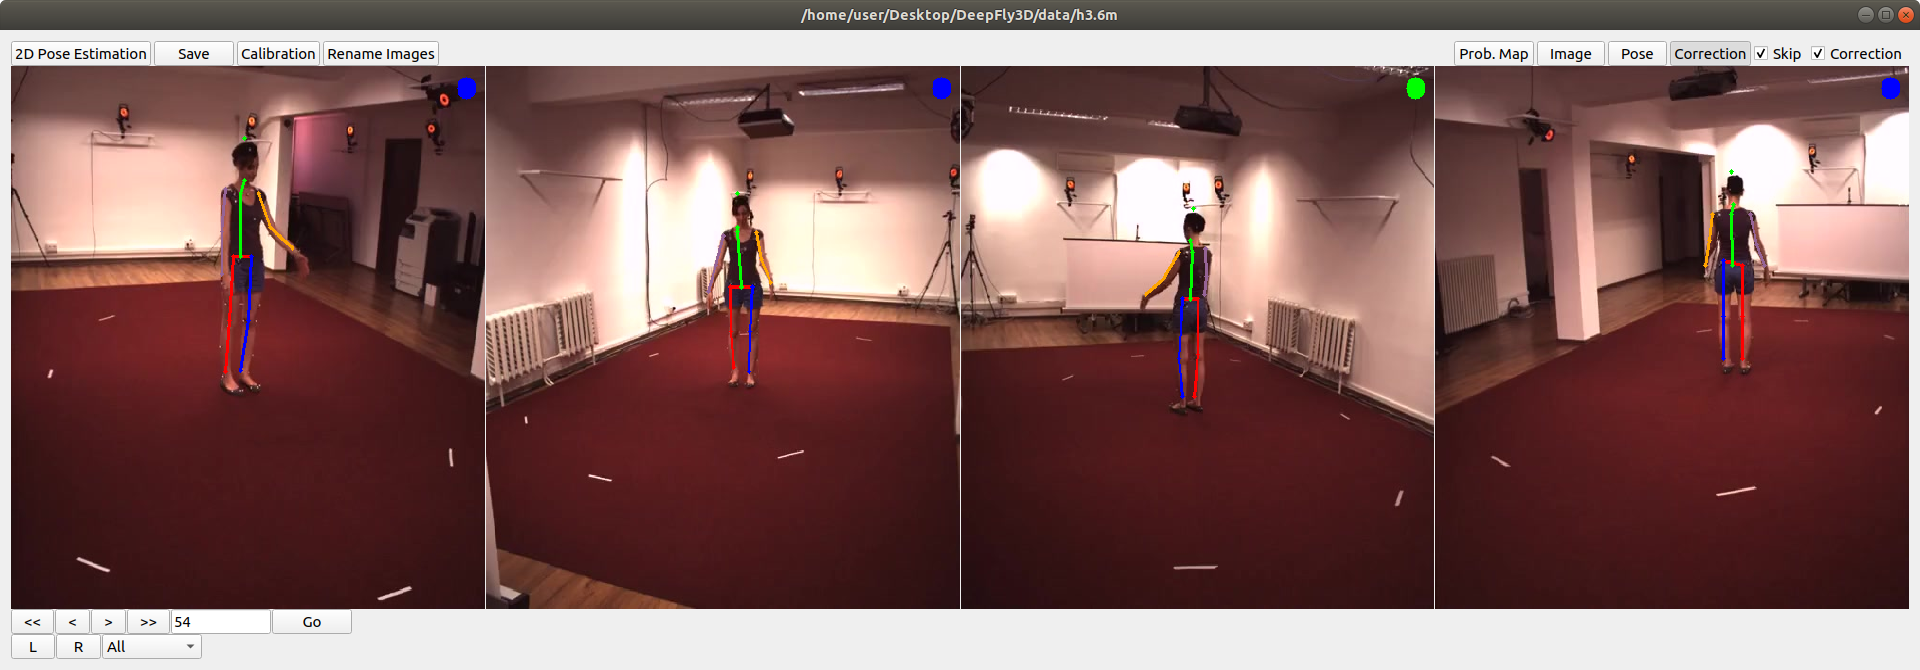 /home/user/Desktop/DeepFly3D/data/h3.6m
2D Pose Estimation Save Calibration Rename Images Prob. Map Image Pose Correction Skip Correction
<< < > >> 54 Go
L R All